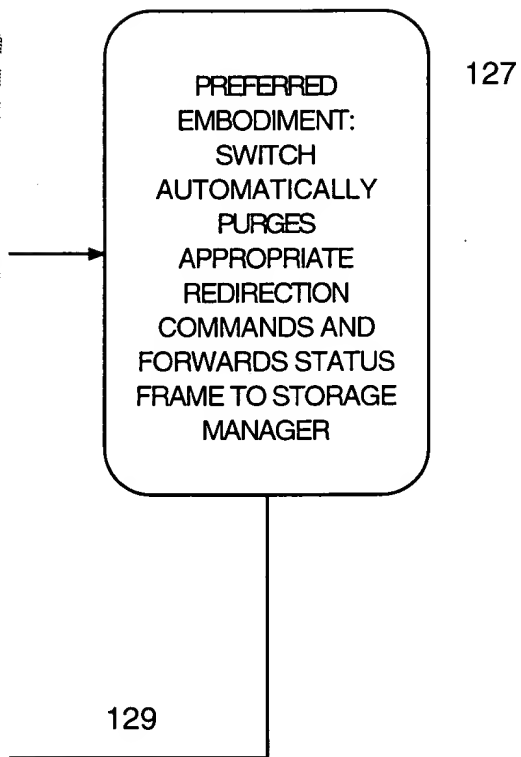 127
PREFERRED
EMBODIMENT:
SWITCH
AUTOMATICALLY
PURGES
APPROPRIATE
REDIRECTION
COMMANDS AND
FORWARDS STATUS
FRAME TO STORAGE
MANAGER
129